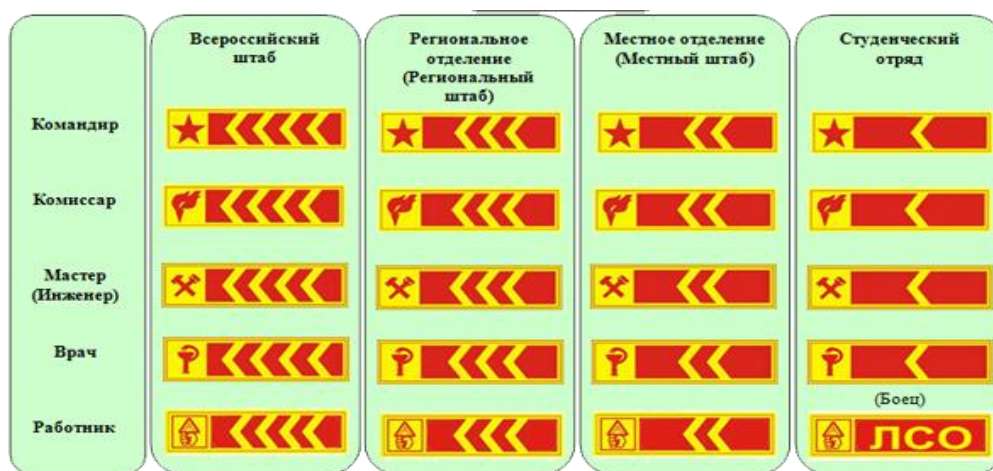 Всероссийский
штаб
Региональное
отделение
(Региональный
штаб)
Местное отделение
(Местный штаб)
Студенческий
отряд
Командир
Комиссар
Мастер
(Инженер)
Врач
(Боец)
Работник
ЛСО